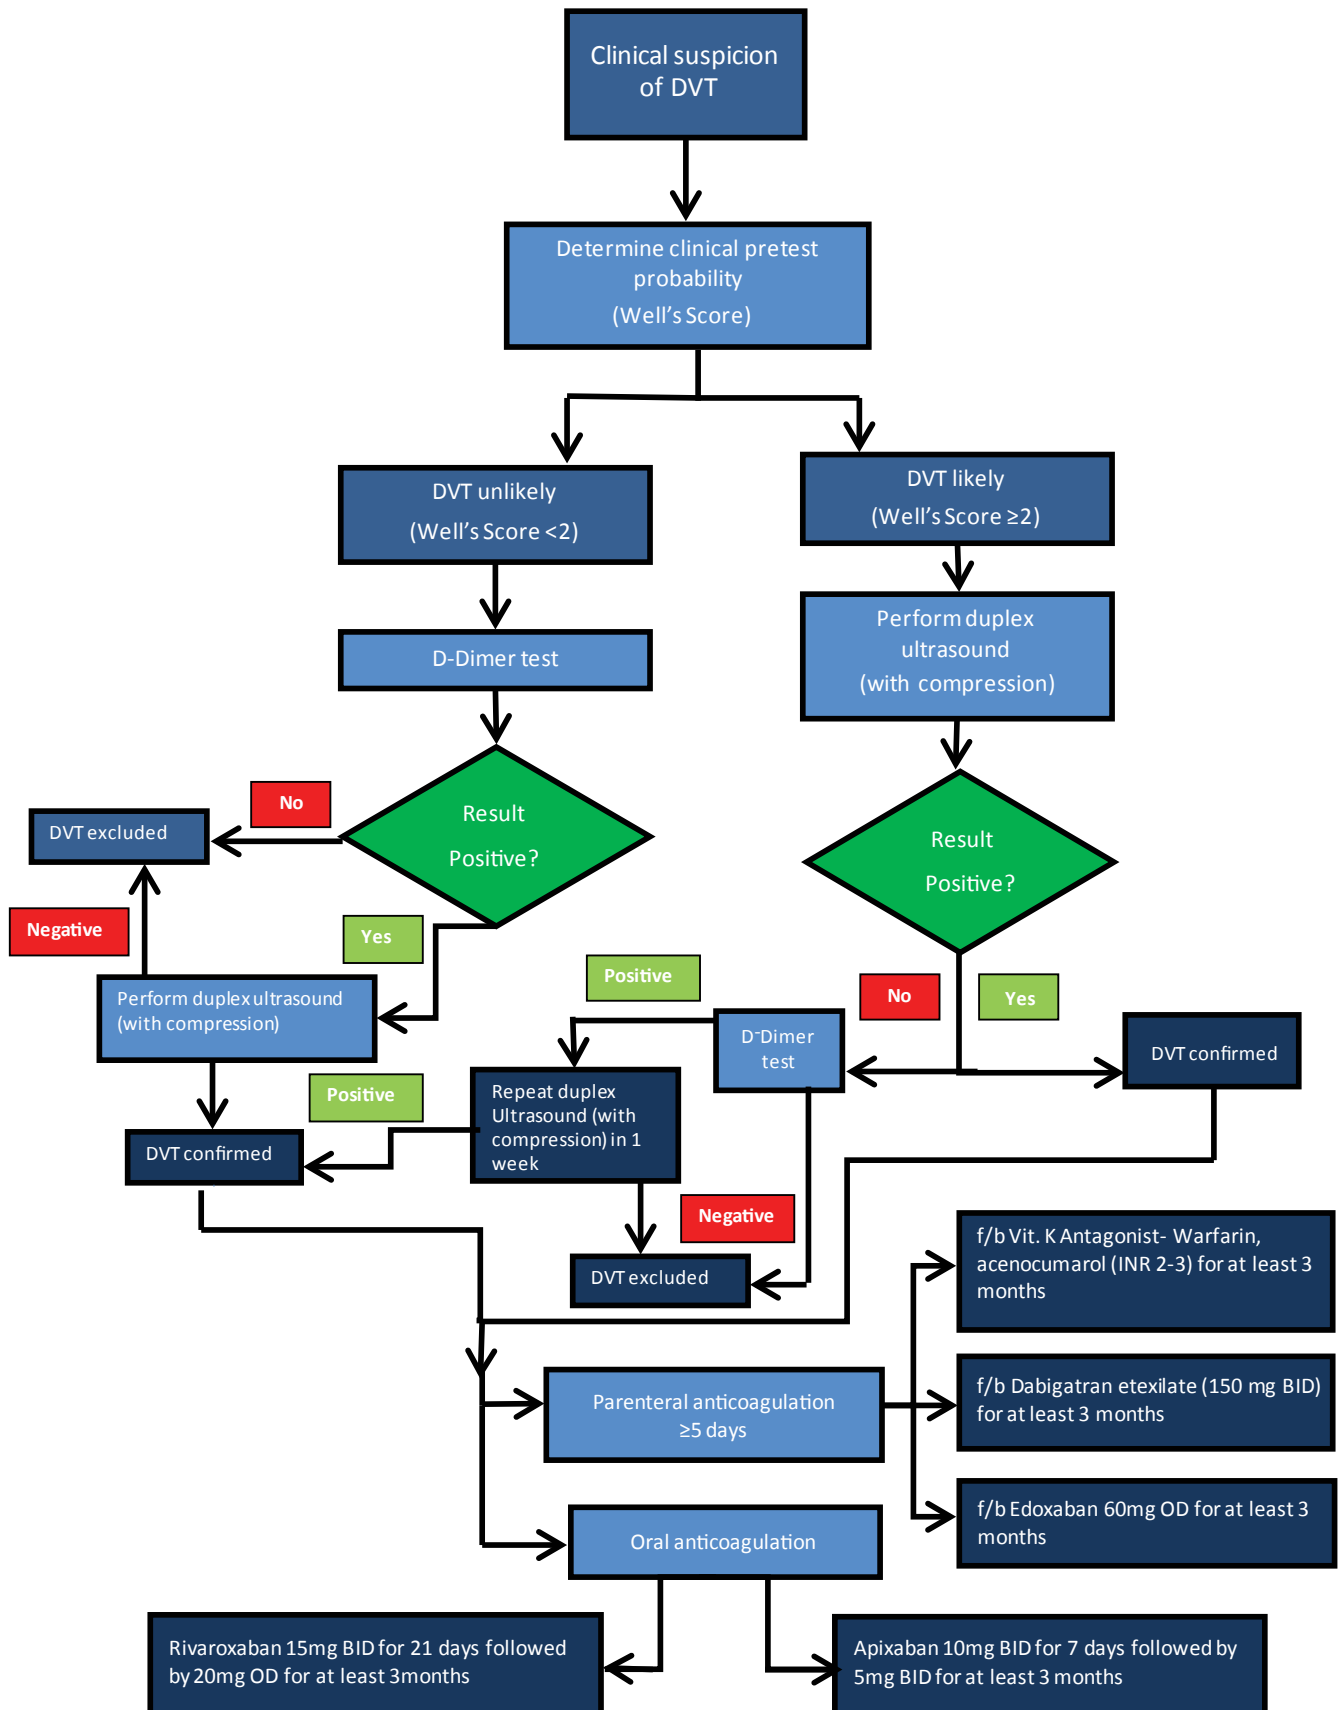 Clinical suspicion
of DVT
Determine clinical pretest
probability
(Well's Score)
DVT unlikely
(Well's Score <2)
DVT likely
(Well's Score ≥2)
D-Dimer test
Perform duplex
ultrasound
(with compression)
Result
Positive?
No
DVT excluded
Result
Positive?
Negative
Yes
Perform duplex ultrasound
(with compression)
Positive
No
Yes
D-Dimer
test
DVT confirmed
Positive
Repeat duplex
Ultrasound (with
compression) in 1
week
DVT confirmed
Negative
DVT excluded
f/b Vit. K Antagonist- Warfarin,
acenocumarol (INR 2-3) for at least 3
months
Parenteral anticoagulation
≥5 days
f/b Dabigatran etexilate (150 mg BID)
for at least 3 months
f/b Edoxaban 60mg OD for at least 3
months
Oral anticoagulation
Rivaroxaban 15mg BID for 21 days followed
by 20mg OD for at least 3months
Apixaban 10mg BID for 7 days followed by
5mg BID for at least 3 months